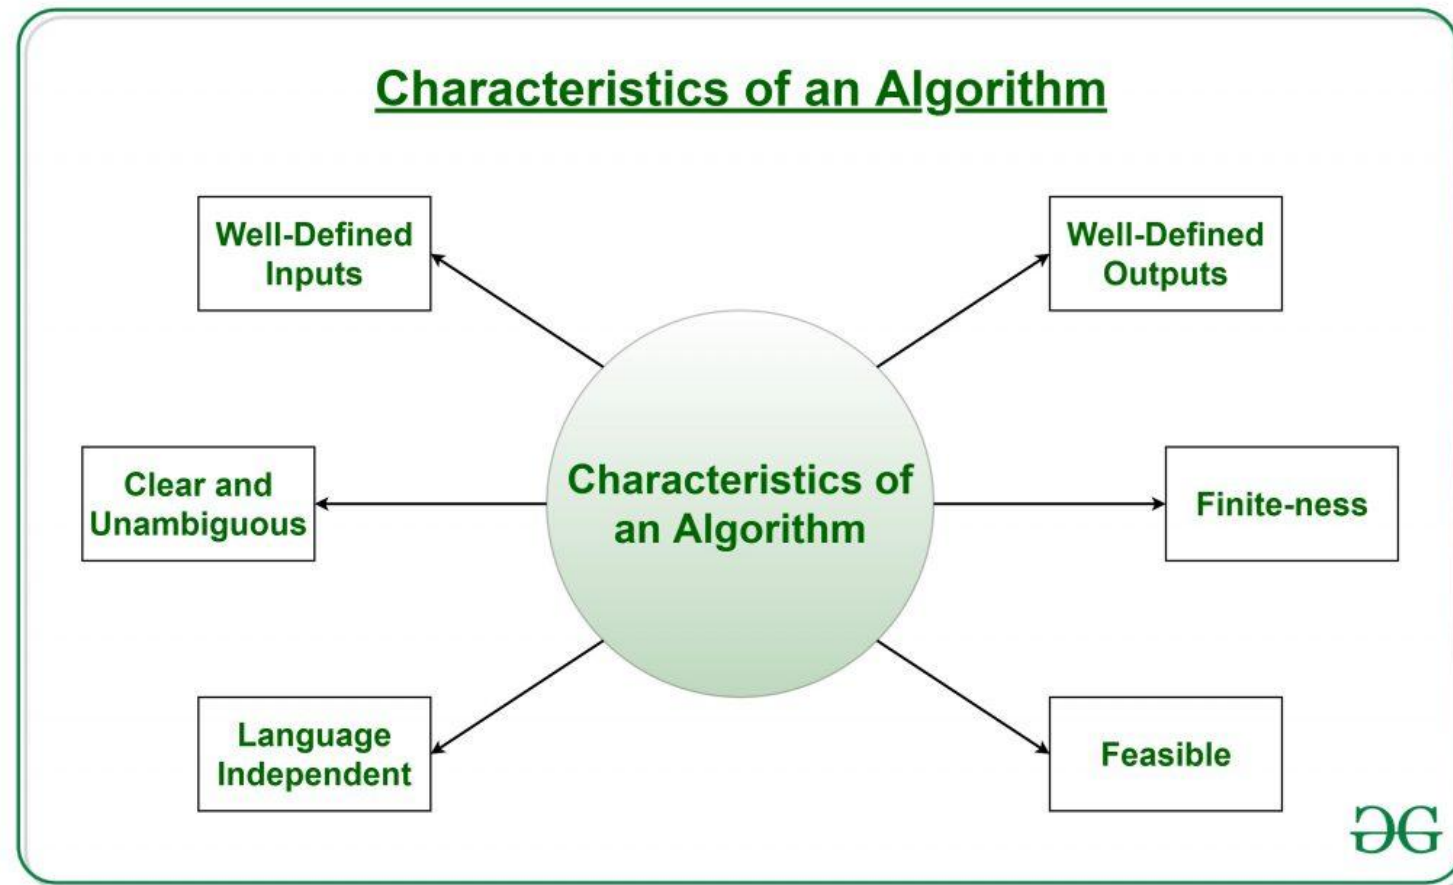 Characteristics of an Algorithm
Well-Defined
Inputs
Well-Defined
Outputs
Clear and
Unambiguous
Characteristics of
an Algorithm
Finite-ness
Language
Independent
Feasible